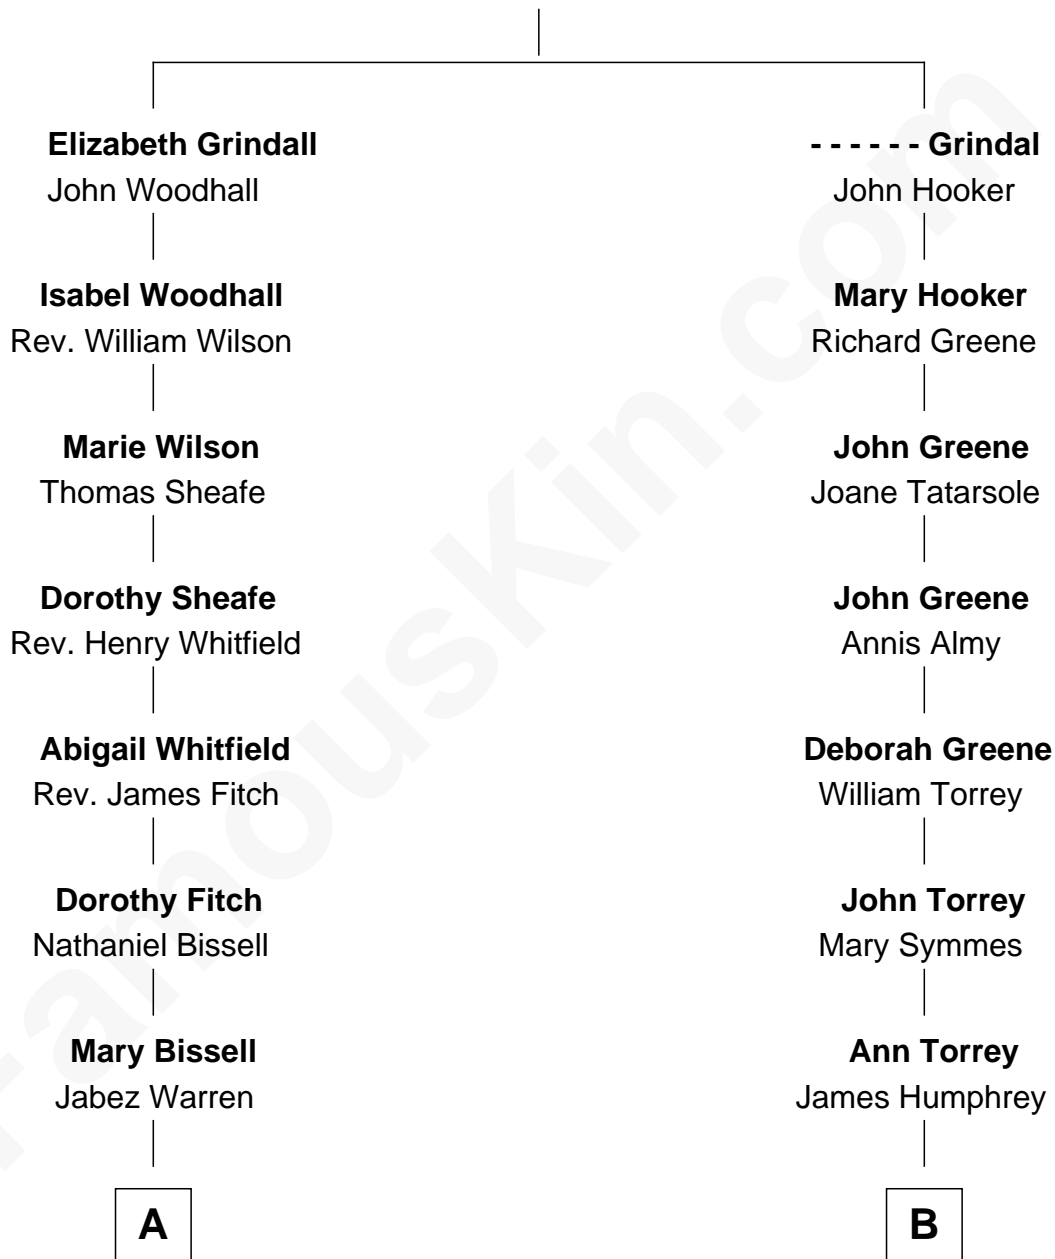 Elizabeth Grindall
John Woodhall
Isabel Woodhall
Rev. William Wilson
Marie Wilson
Thomas Sheafe
Dorothy Sheafe
Rev. Henry Whitfield
Abigail Whitfield
Rev. James Fitch
Dorothy Fitch
Nathaniel Bissell
Mary Bissell
Jabez Warren
A
- - - - - - Grindal
John Hooker
Mary Hooker
Richard Greene
John Greene
Joane Tatarsole
John Greene
Annis Almy
Deborah Greene
William Torrey
John Torrey
Mary Symmes
Ann Torrey
James Humphrey
B
FamousKin.com